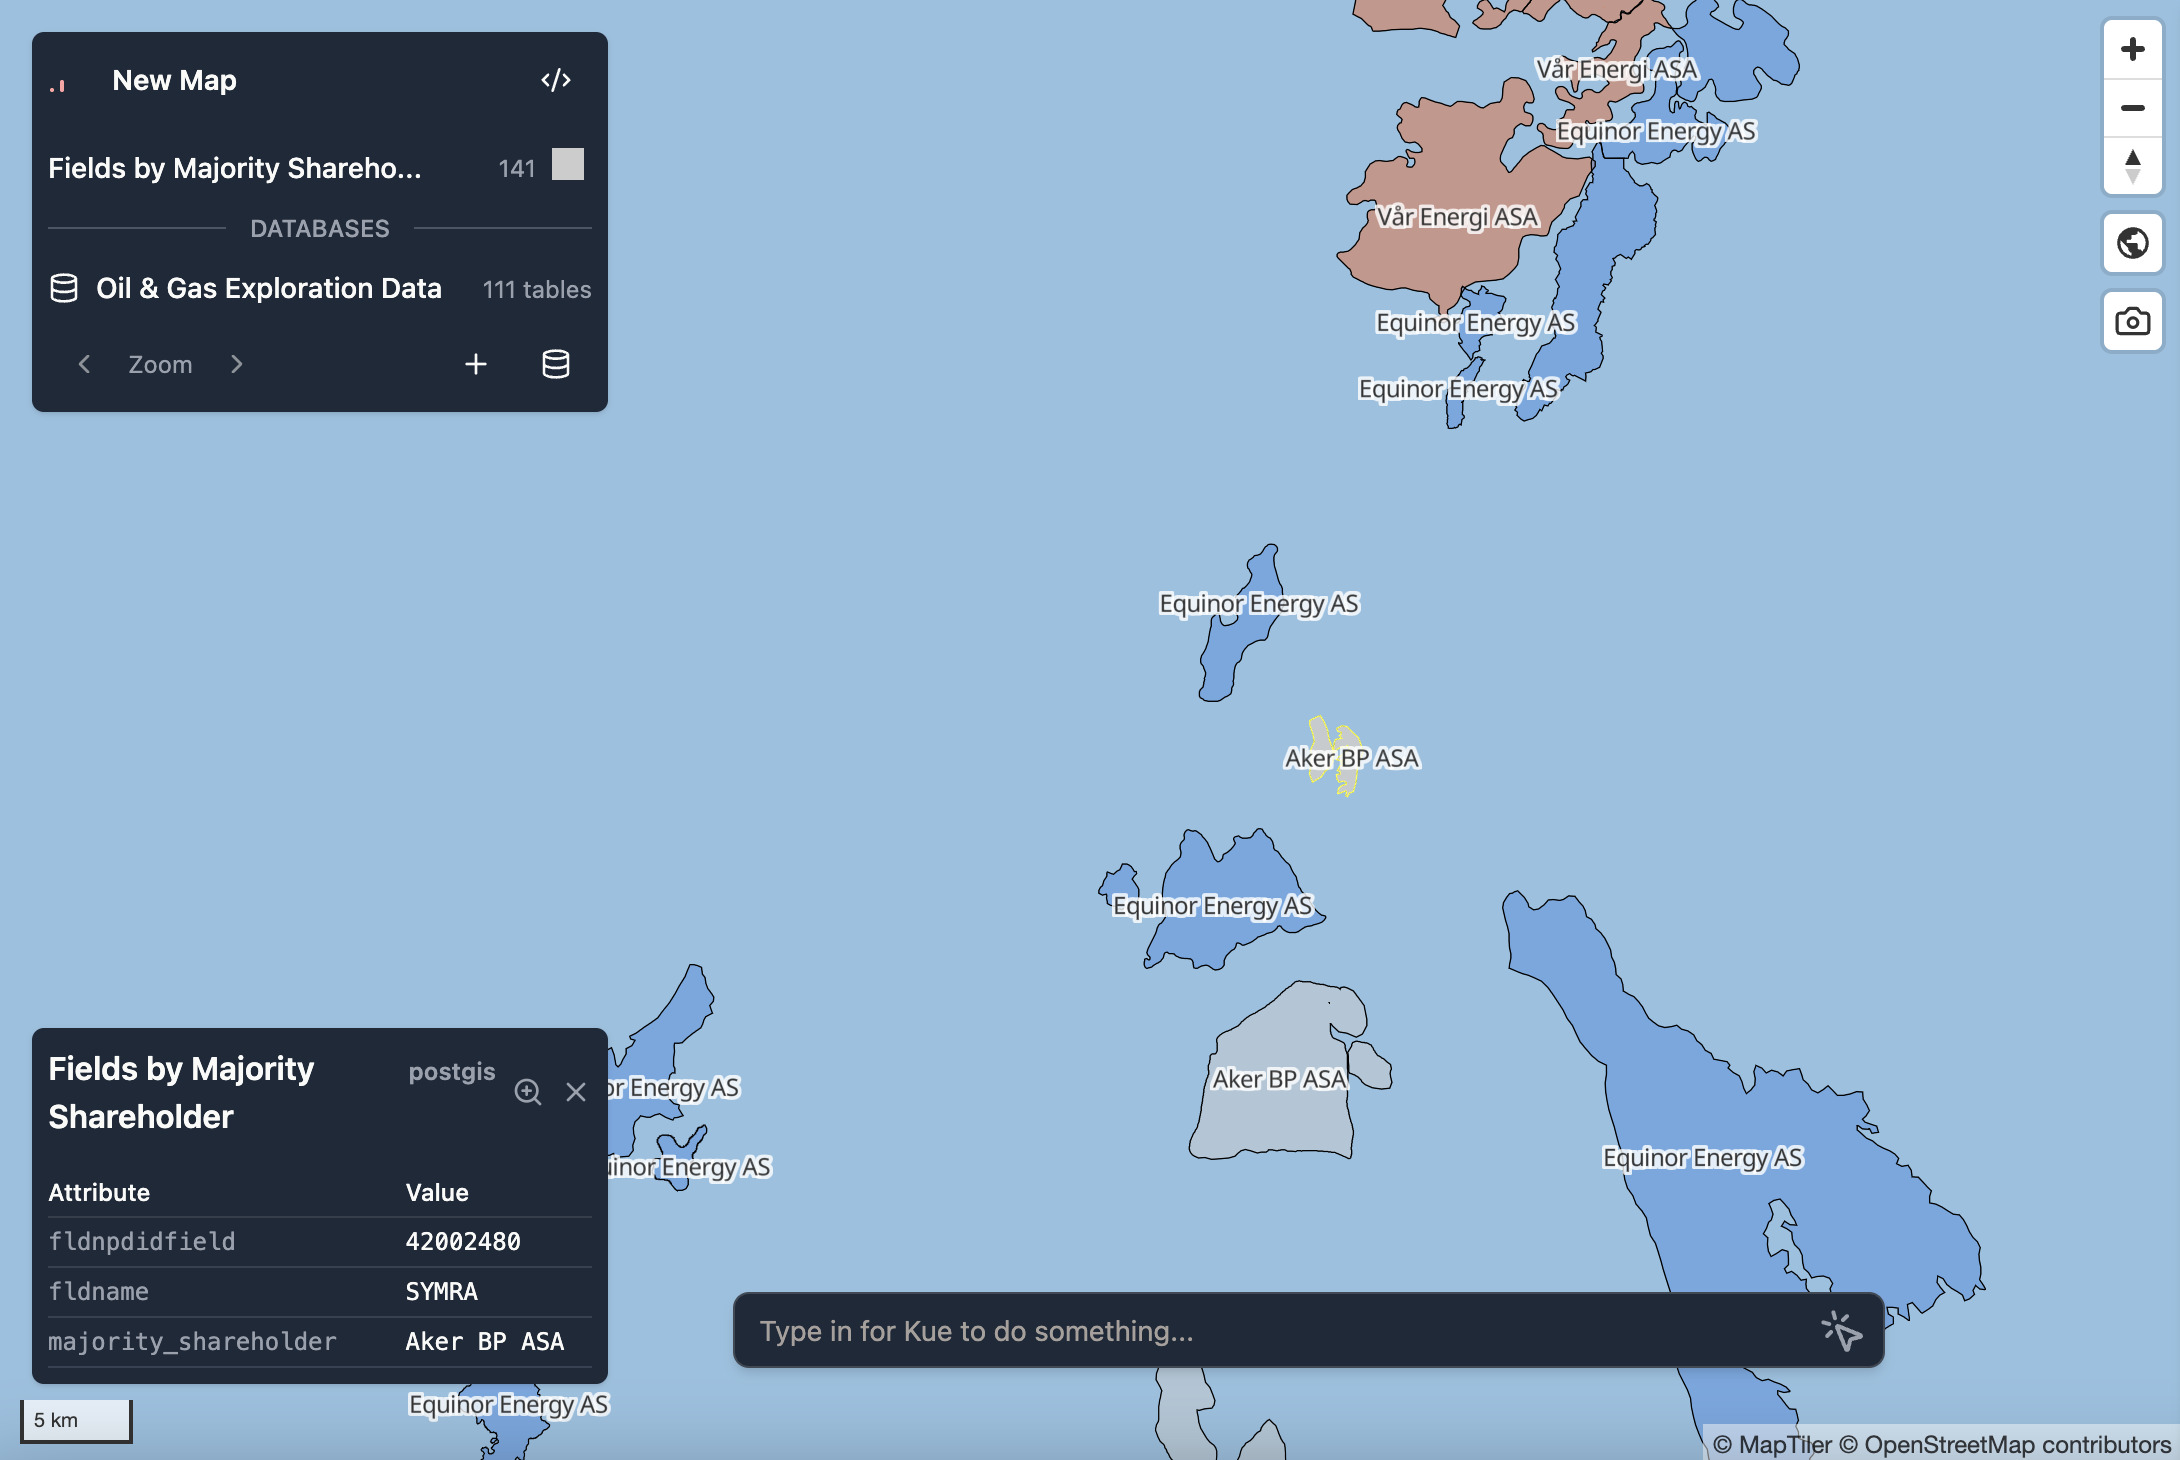 New Map
Fields by Majority Shareho... 141
DATABASES
Oil & Gas Exploration Data 111 tables
Zoom
Vår Energi ASA
Equinor Energy AS
Vår Energi ASA
Equinor Energy AS
Equinor Energy AS
Equinor Energy AS
Aker BP ASA
Equinor Energy AS
Aker BP ASA
or Energy AS
uinor Energy AS
Equinor Energy AS
Fields by Majority
Shareholder
postgis
Attribute Value
fldnpdidfield 42002480
fldname SYMRA
majority_shareholder Aker BP ASA
Type in for Kue to do something...
Equinor Energy AS
5 km
© MapTiler © OpenStreetMap contributors